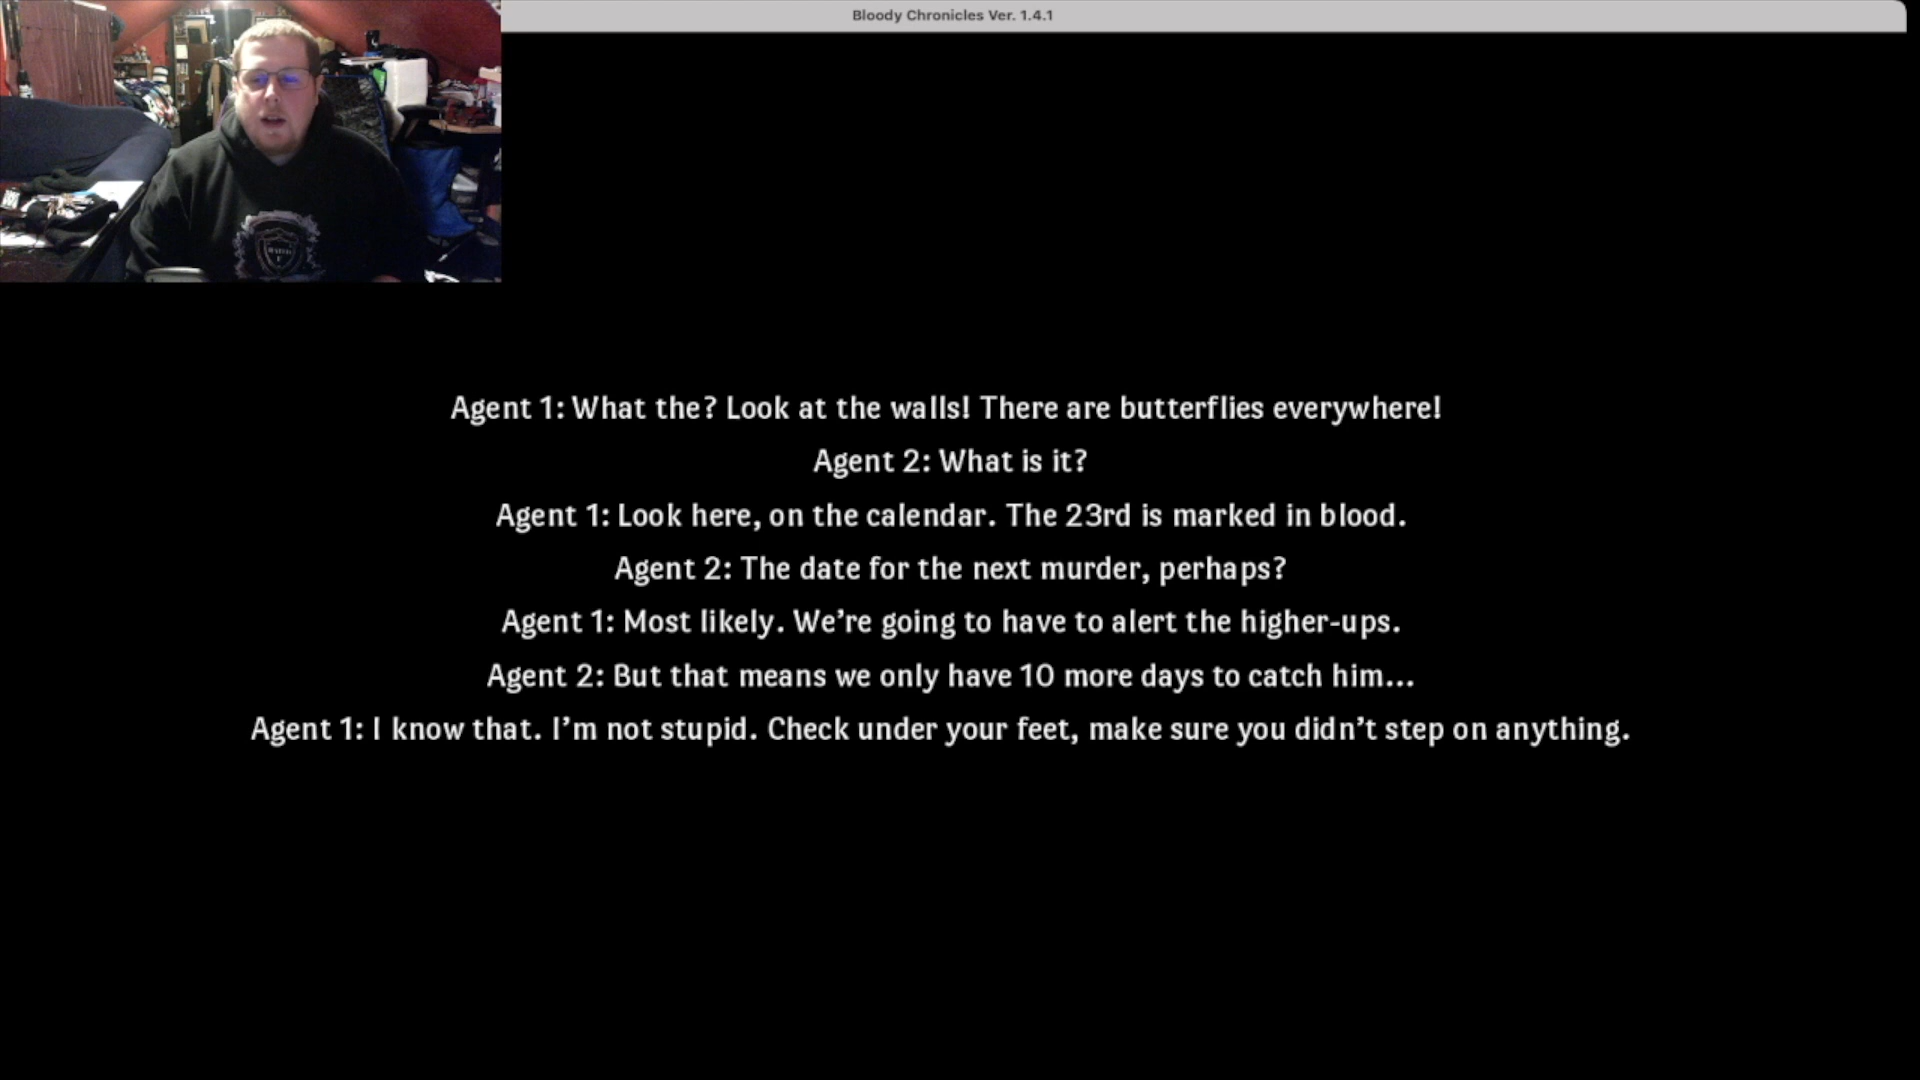 Bloody Chronicles Ver. 1.4.1
Agent 1: What the? Look at the walls! There are butterflies everywhere!
Agent 2: What is it?
Agent 1: Look here, on the calendar. The 23rd is marked in blood.
Agent 2: The date for the next murder, perhaps?
Agent 1: Most likely. We’re going to have to alert the higher-ups.
Agent 2: But that means we only have 10 more days to catch him...
Agent 1: I know that. I’m not stupid. Check under your feet, make sure you didn’t step on anything.